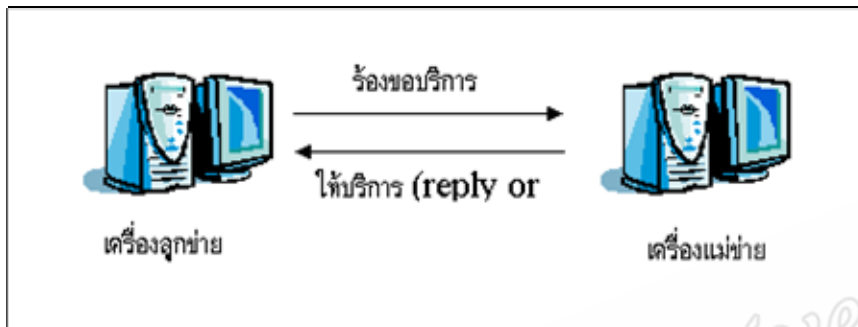 ร้องขอบริการ
ให้บริการ (reply or
เครื่องลูกข่าย
เครื่องแม่ข่าย